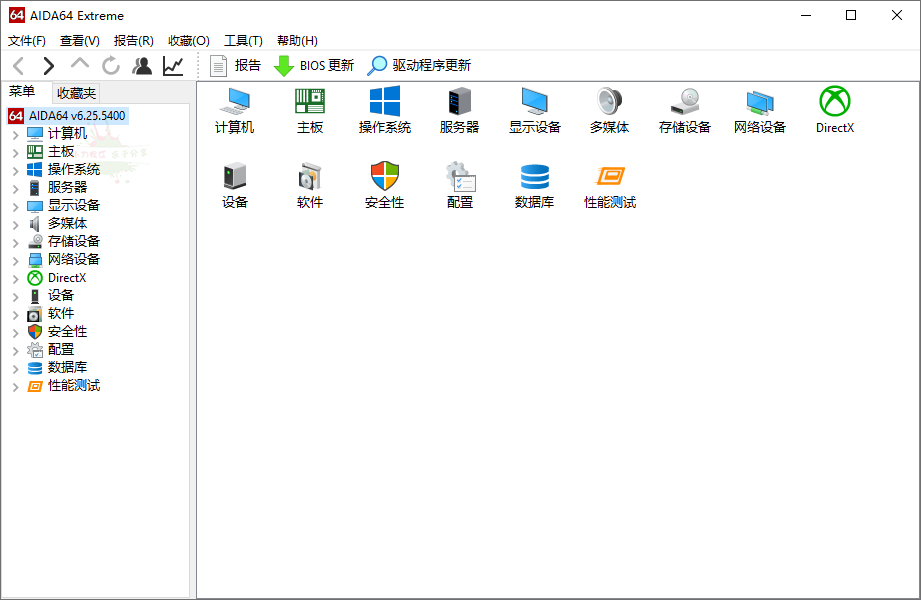 64 AIDA64 Extreme
文件(F) 查看(V) 报告(R) 收藏(O) 工具(T) 帮助(H)
报告 BIOS 更新 驱动程序更新
菜单 收藏夹
64 AIDA64 v6.25.5400
计算机
主板
操作系统
服务器
显示设备
多媒体
存储设备
网络设备
DirectX
设备
软件
安全性
配置
数据库
性能测试
计算机 主板 操作系统 服务器 显示设备 多媒体 存储设备 网络设备 DirectX
设备 软件 安全性 配置 数据库 性能测试